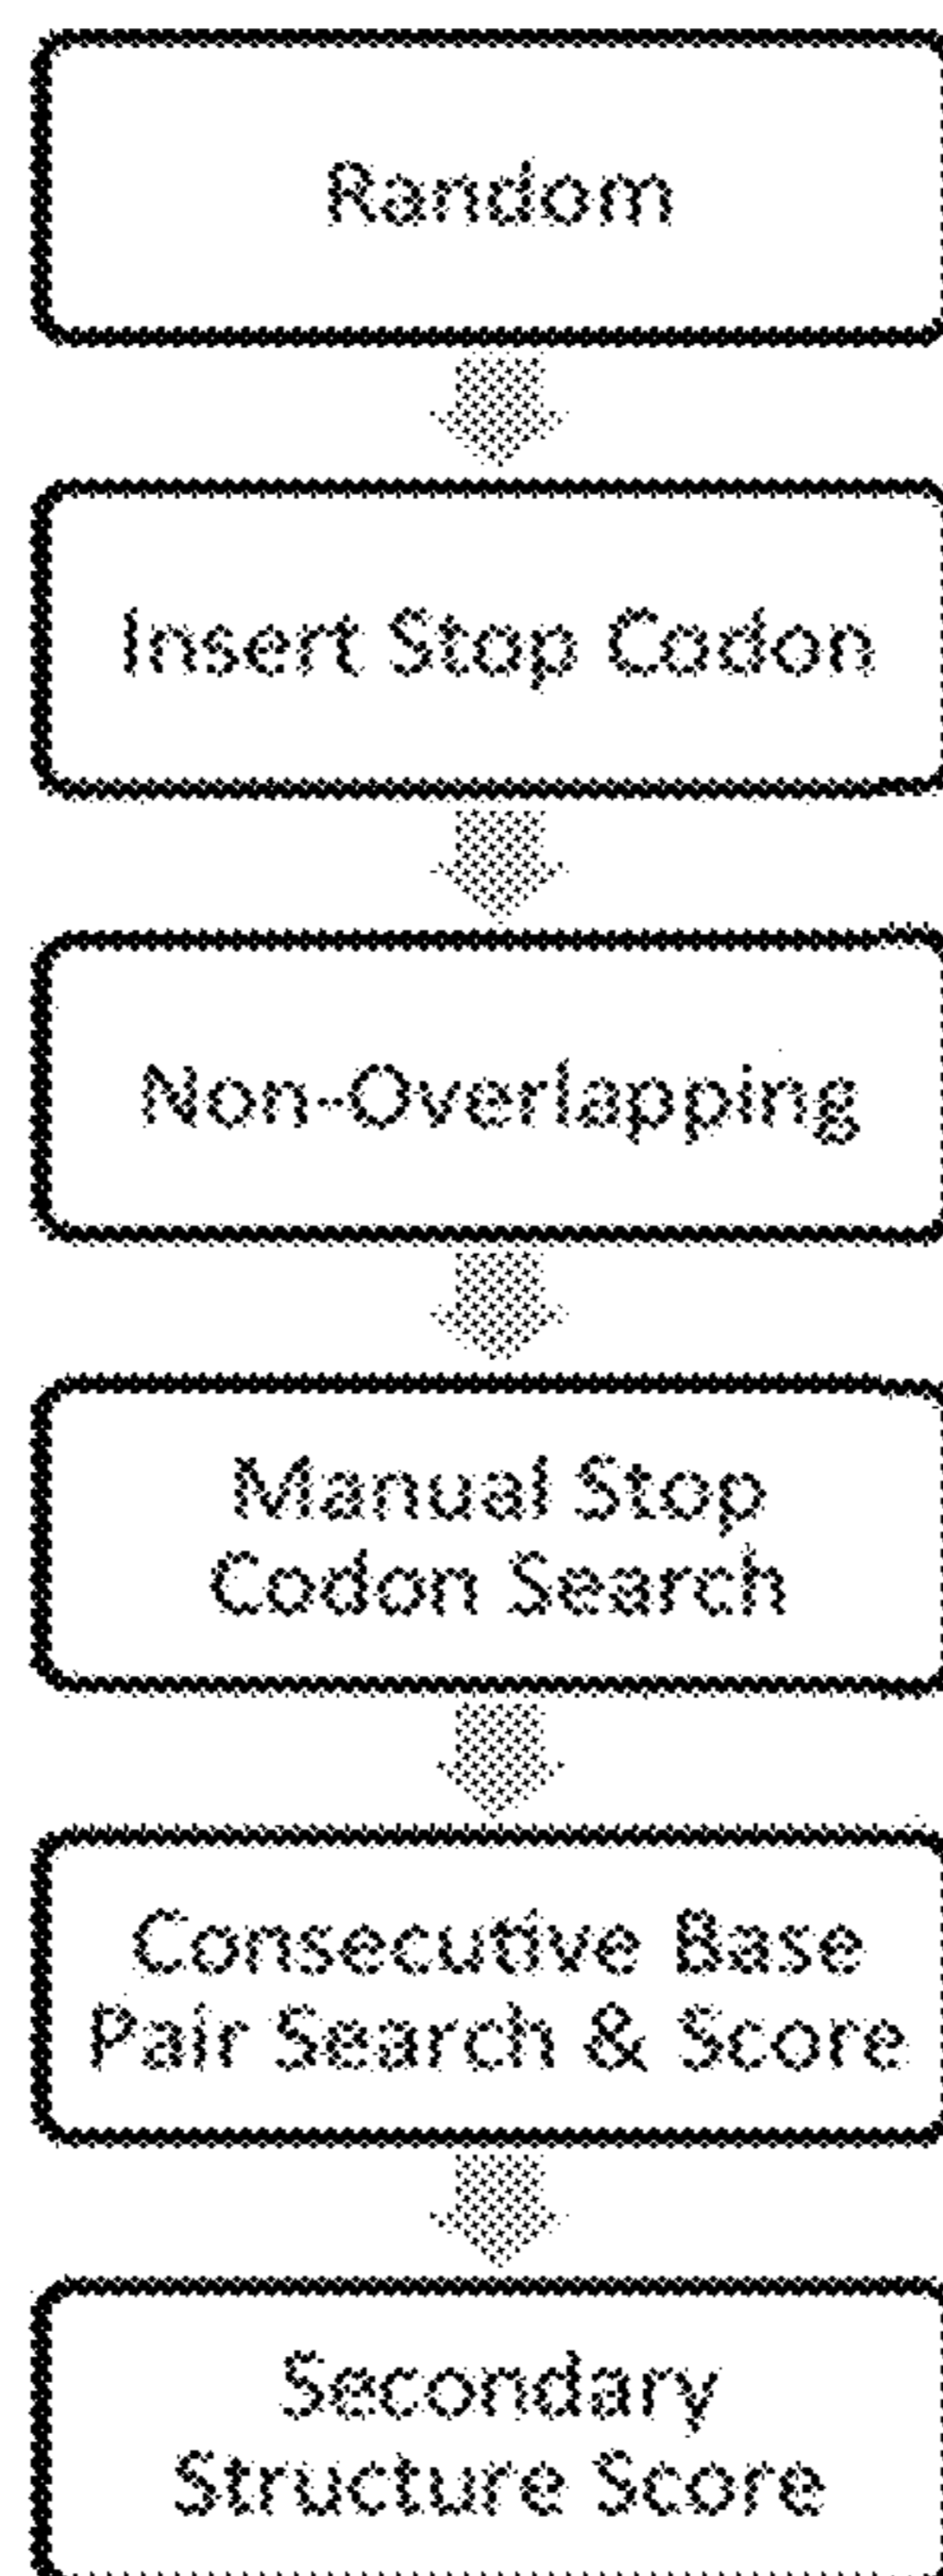 Random
Insert Stop Codon
Non-Overlapping
Manual Stop
Codon Search
Consecutive Base
Pair Search & Score
Secondary
Structure Score